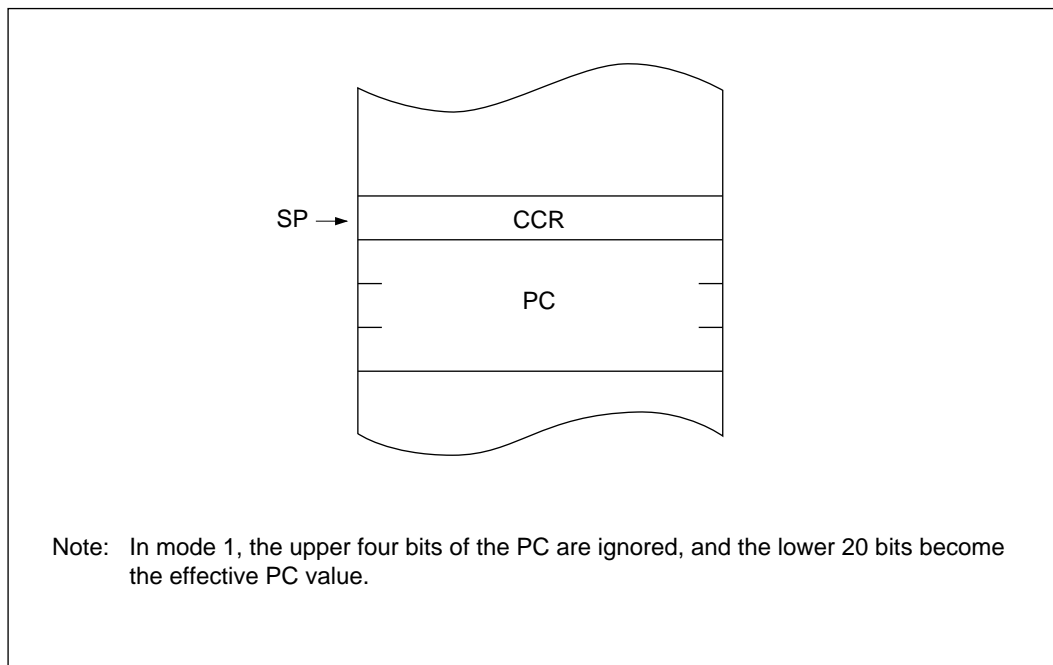 SP
CCR
PC
Note: In mode 1, the upper four bits of the PC are ignored, and the lower 20 bits become
the effective PC value.